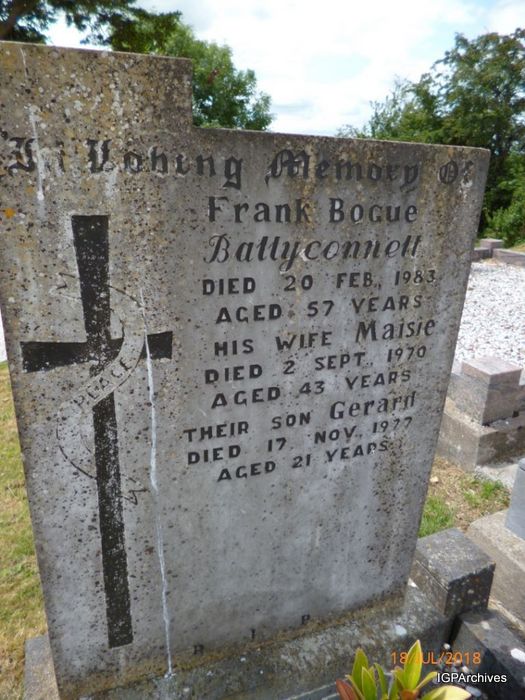 In Loving Memory Of
Frank Bogue
Ballyconnell
DIED 20 FEB. 1983
AGED 57 YEARS
HIS WIFE Maisie
DIED 2 SEPT. 1970
AGED 43 YEARS
THEIR SON Gerard
DIED 17 NOV. 1977
AGED 21 YEARS
PEACE
R I P
18/JUL/2018
IGPArchives